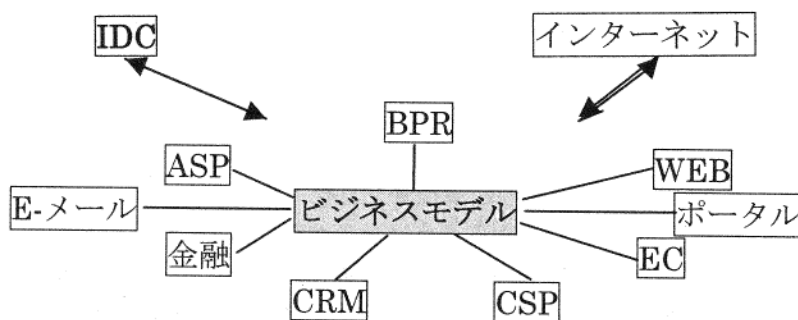 IDC
インターネット
BPR
ASP
WEB
E-メール
ビジネスモデル
ポータル
金融
EC
CRM
CSP